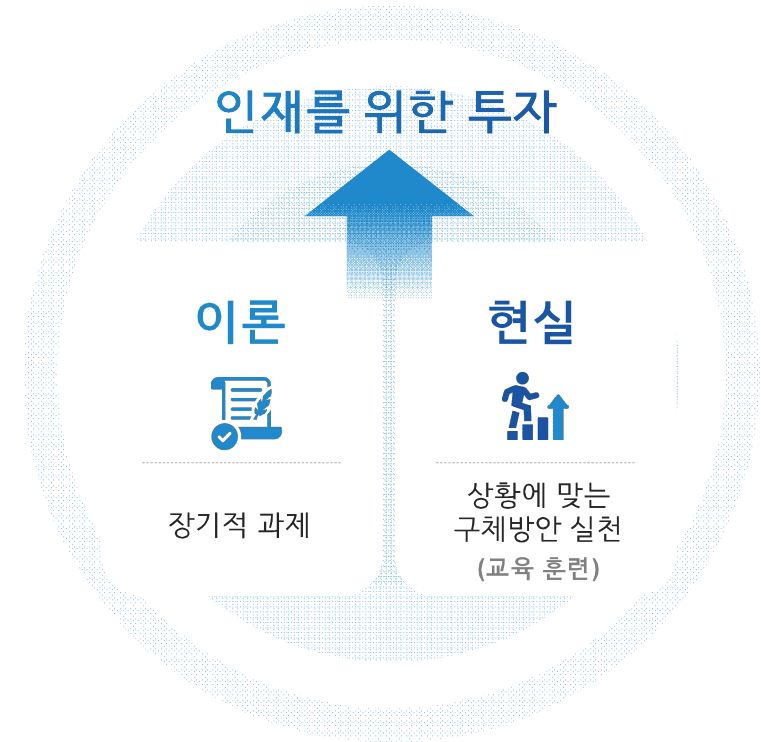 인재를 위한 투자
이론
장기적 과제
현실
상황에 맞는
구체방안 실천
(교육 훈련)